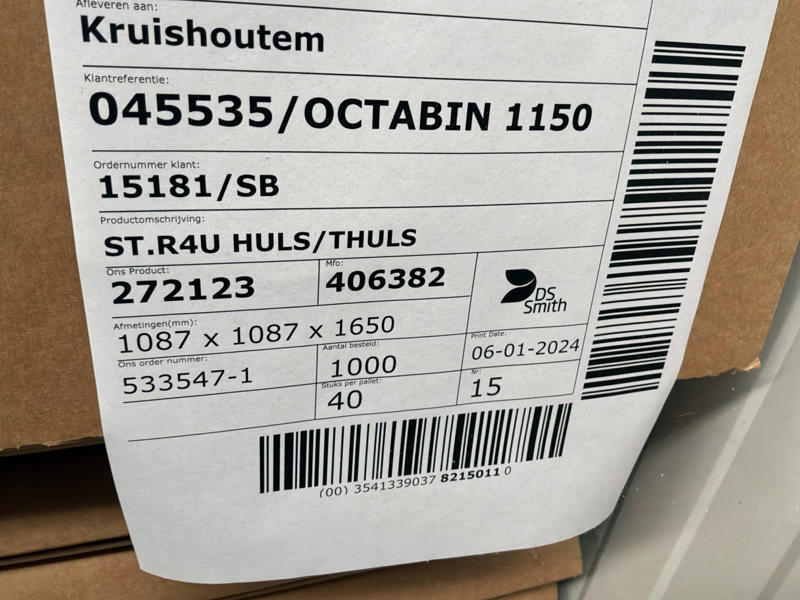 Afleveren aan:
Kruishoutem
Klantreferentie:
045535/OCTABIN 1150
Ordernummer klant:
15181/SB
Productomschrijving:
ST.R4U HULS/THULS
Ons Product:
272123
Mfo:
406382
DS
Smith
Afmetingen(mm):
1087 x 1087 x 1650
Print Date:
06-01-2024
Ons order nummer:
533547-1
Aantal besteld:
1000
Stuks per pallet:
40
Nr:
15
(00) 3541339037 8215011 0